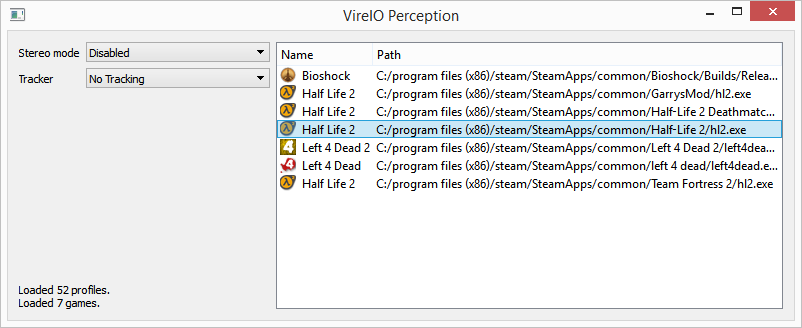 VireIO Perception
Stereo mode Disabled
Tracker No Tracking
Name Path
Bioshock C:/program files (x86)/steam/SteamApps/common/Bioshock/Builds/Relea...
Half Life 2 C:/program files (x86)/steam/SteamApps/common/GarrysMod/hl2.exe
Half Life 2 C:/program files (x86)/steam/SteamApps/common/Half-Life 2 Deathmatc...
Half Life 2 C:/program files (x86)/steam/SteamApps/common/Half-Life 2/hl2.exe
Left 4 Dead 2 C:/program files (x86)/steam/SteamApps/common/Left 4 Dead 2/left4dea...
Left 4 Dead C:/program files (x86)/steam/SteamApps/common/left 4 dead/left4dead.e...
Half Life 2 C:/program files (x86)/steam/SteamApps/common/Team Fortress 2/hl2.exe
Loaded 52 profiles.
Loaded 7 games.